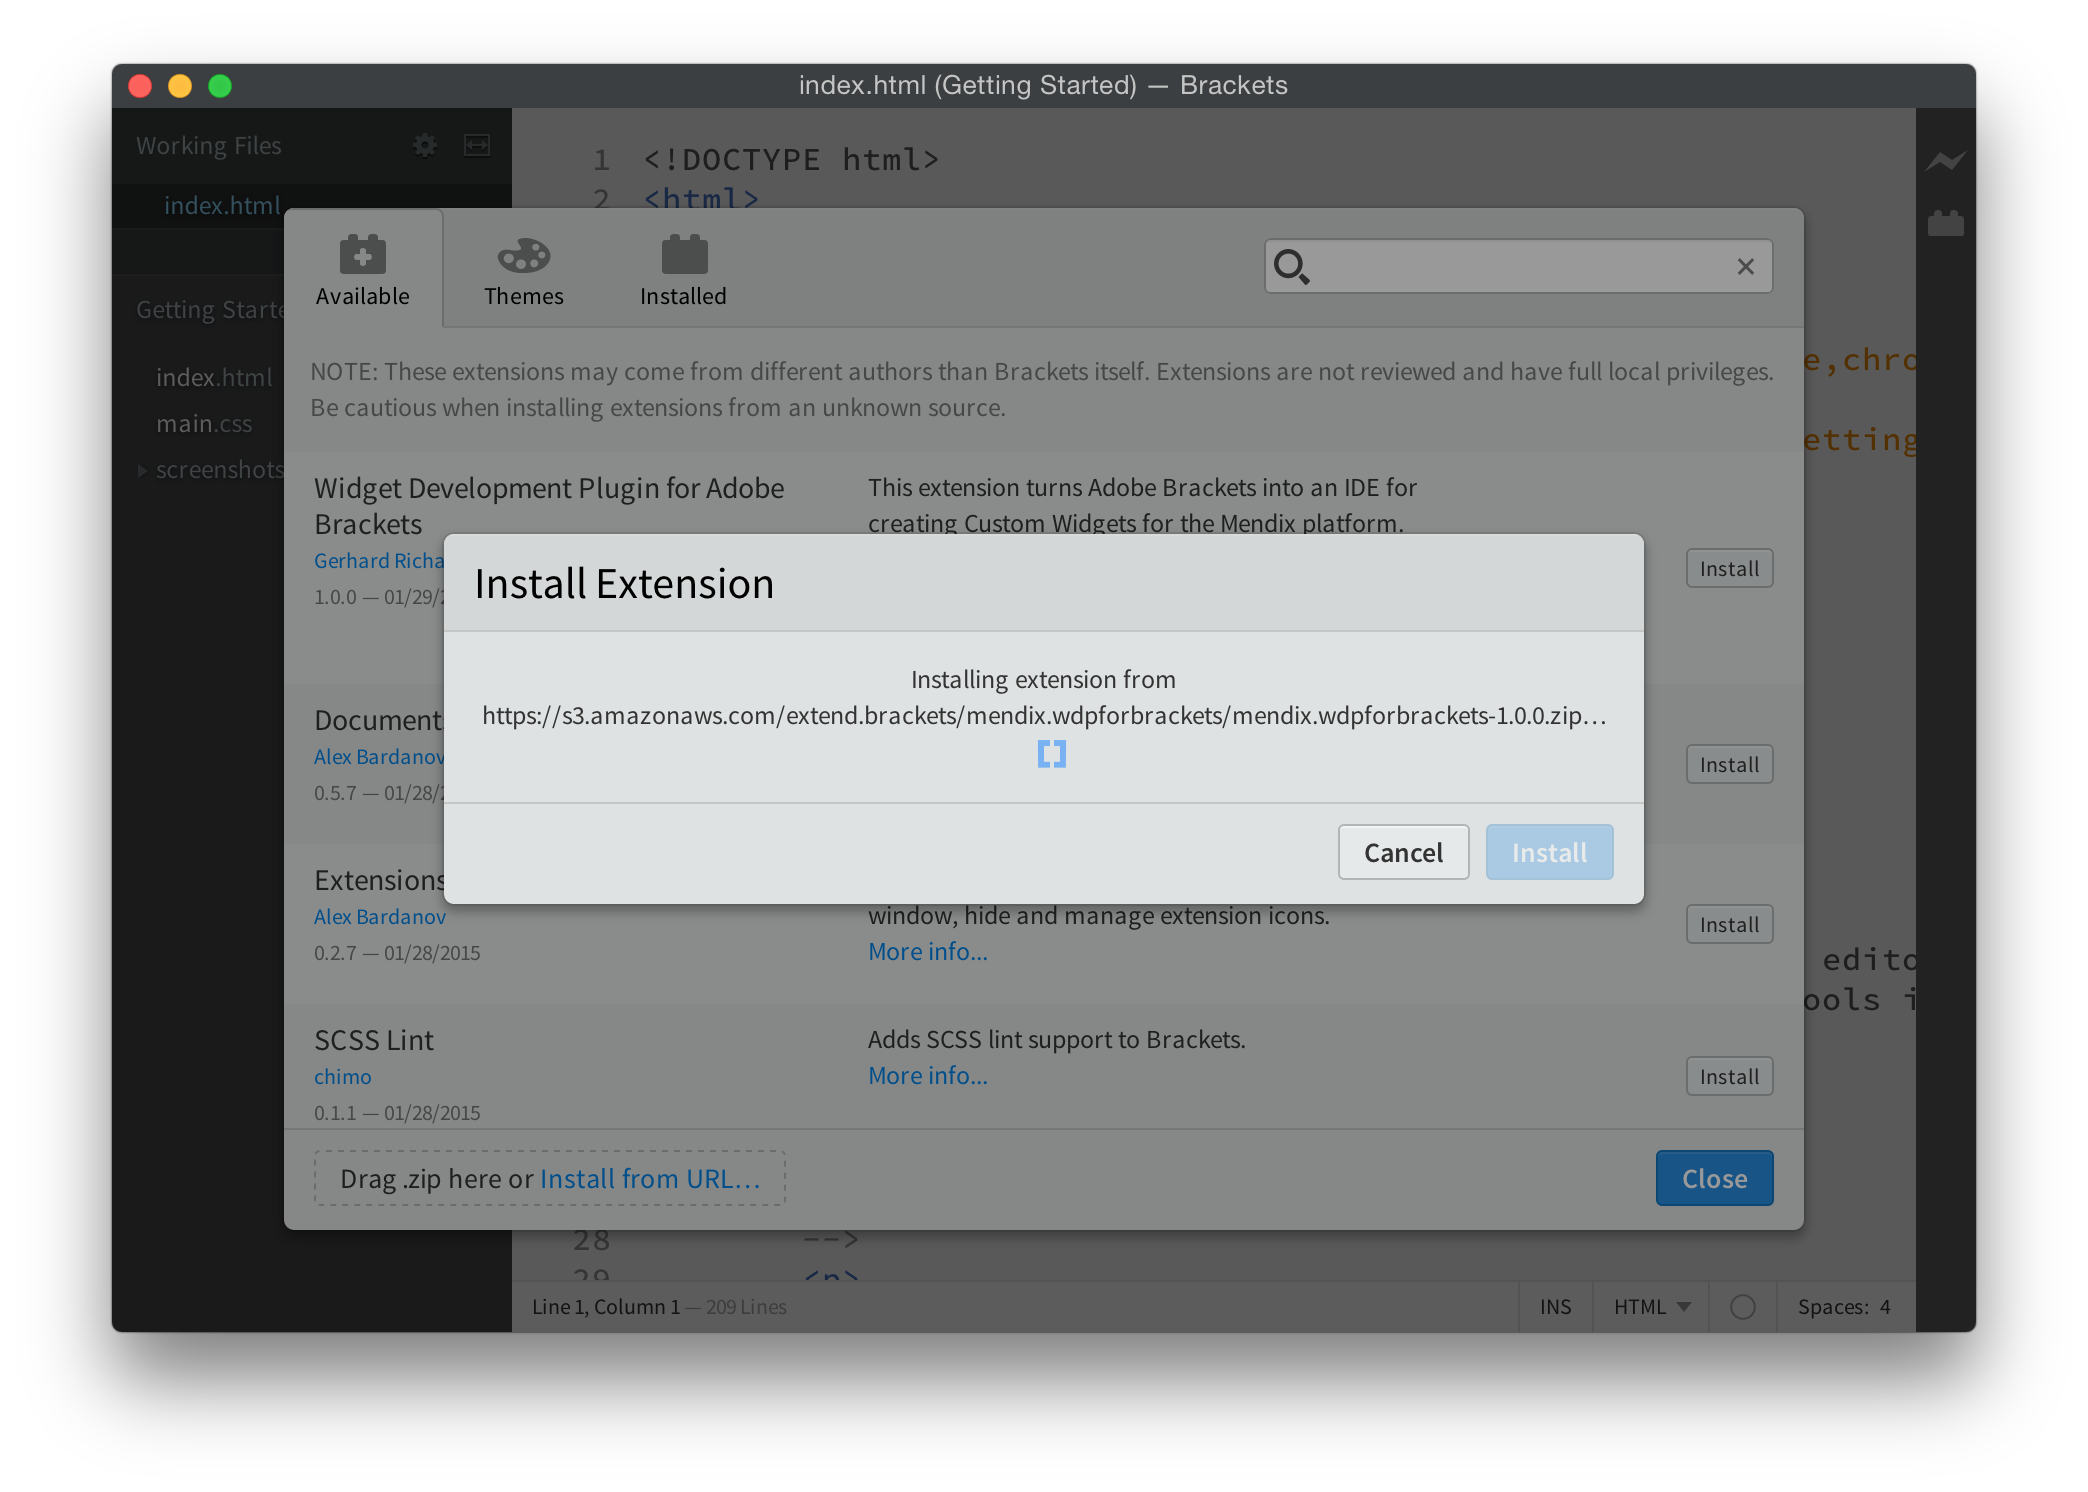 index.html (Getting Started) — Brackets
Working Files
index.html
Getting Starte
index.html
main.css
screenshots
1 <!DOCTYPE html>
2 <html>
Available
Themes
Installed
NOTE: These extensions may come from different authors than Brackets itself. Extensions are not reviewed and have full local privileges.
Be cautious when installing extensions from an unknown source.
e,chro
etting
Widget Development Plugin for Adobe
Brackets
Gerhard Richa
1.0.0 — 01/29/2
This extension turns Adobe Brackets into an IDE for
creating Custom Widgets for the Mendix platform.
Install
Install Extension
Installing extension from
https://s3.amazonaws.com/extend.brackets/mendix.wdpforbrackets/mendix.wdpforbrackets-1.0.0.zip…
Cancel
Install
Document
Alex Bardanov
0.5.7 — 01/28/2
Install
Extensions
Alex Bardanov
0.2.7 — 01/28/2015
window, hide and manage extension icons.
More info...
Install
edito
ools i
SCSS Lint
chimo
0.1.1 — 01/28/2015
Adds SCSS lint support to Brackets.
More info...
Install
Drag .zip here or Install from URL…
Close
28 -->
29 <p>
Line 1, Column 1 — 209 Lines
INS
HTML
Spaces: 4